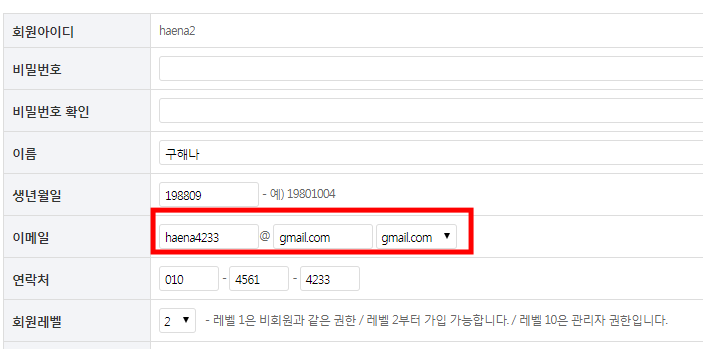 회원아이디 haena2
비밀번호
비밀번호 확인
이름 구해나
생년월일 198809 - 예) 19801004
이메일 haena4233 @ gmail.com gmail.com ▼
연락처 010 - 4561 - 4233
회원레벨 2 ▼ - 레벨 1은 비회원과 같은 권한 / 레벨 2부터 가입 가능합니다. / 레벨 10은 관리자 권한입니다.